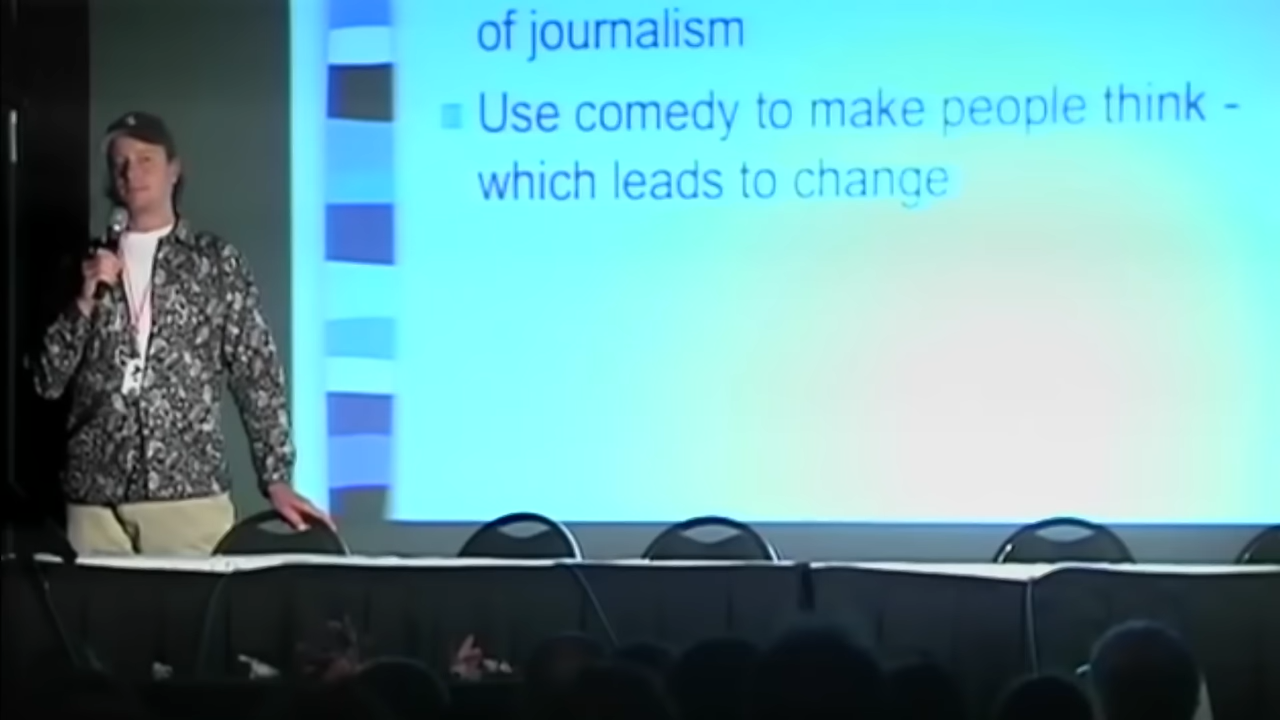 of journalism
Use comedy to make people think -
which leads to change